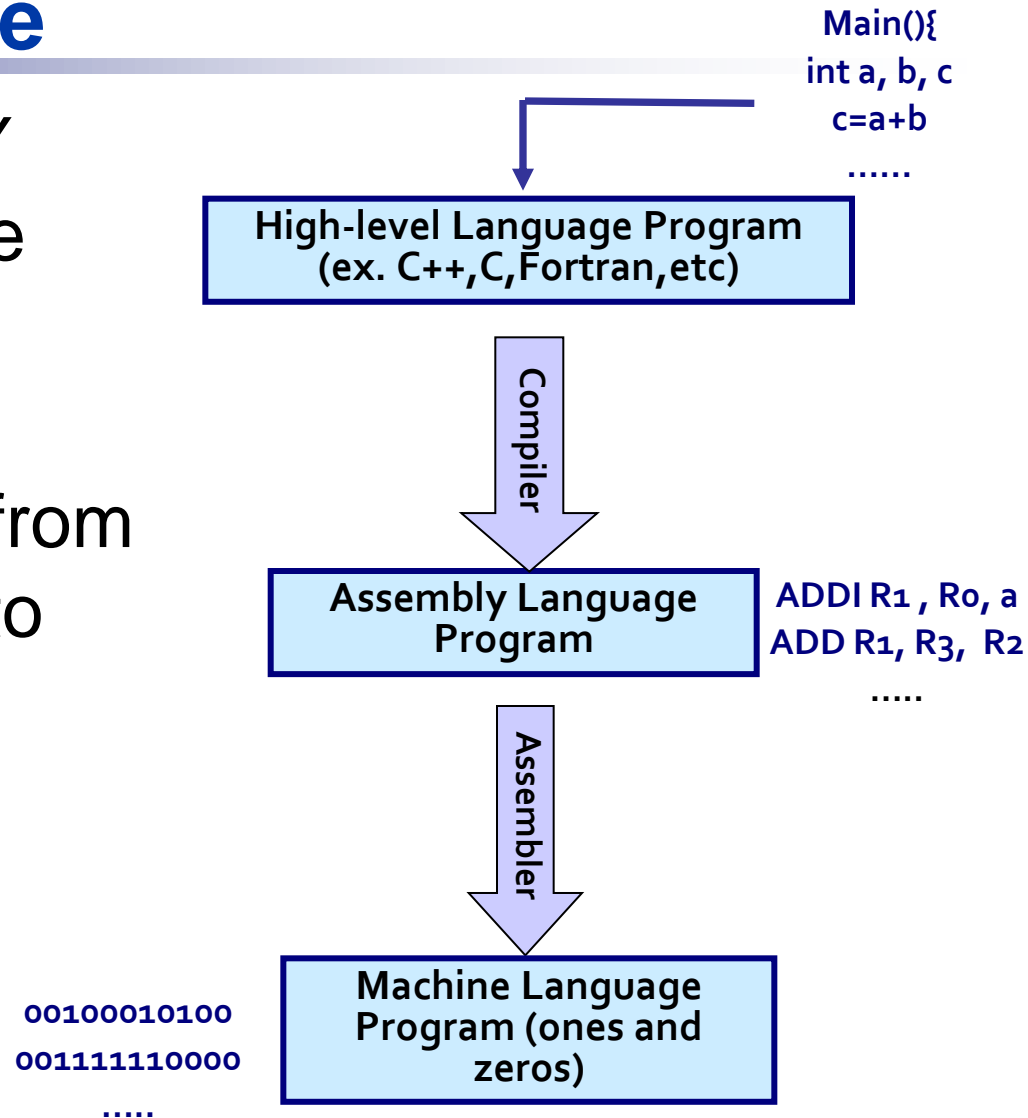 e
Y
e
from
to
Main(){
int a, b, c
c=a+b
......
High-level Language Program
(ex. C++,C,Fortran,etc)
Compiler
Assembly Language
Program
ADDI R1 , R0, a
ADD R1, R3, R2
.....
Assembler
Machine Language
Program (ones and
zeros)
00100010100
001111110000
.....